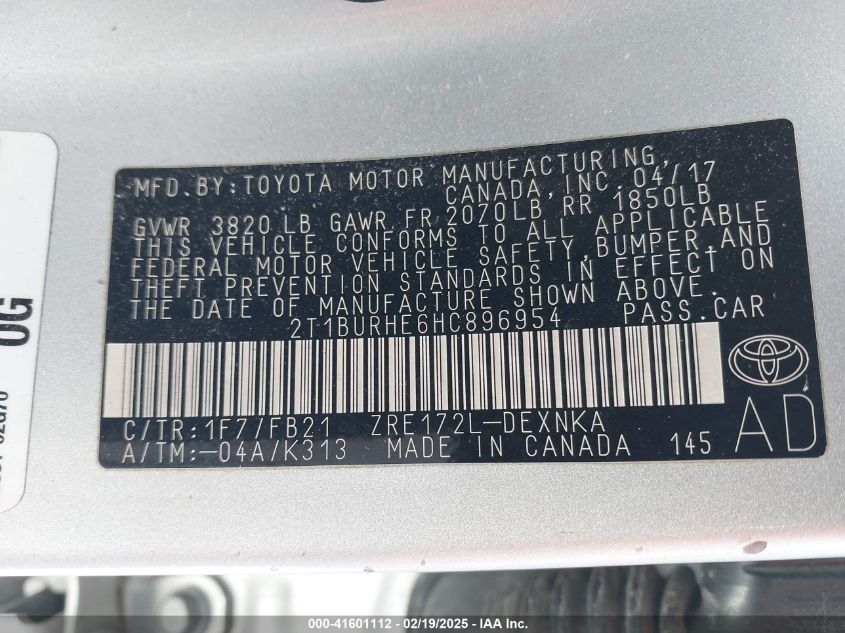 MFD. BY: TOYOTA MOTOR MANUFACTURING,
CANADA, INC. 04/17
GVWR 3820 LB GAWR FR 2070LB RR 1850LB
THIS VEHICLE CONFORMS TO ALL APPLICABLE
FEDERAL MOTOR VEHICLE SAFETY, BUMPER, AND
THEFT PREVENTION STANDARDS IN EFFECT ON
THE DATE OF MANUFACTURE SHOWN ABOVE.
2T1BURHE6HC896954 PASS.CAR
C/TR:1F7/FB21 ZRE172L-DEXNKA
A/TM:-04A/K313 MADE IN CANADA 145
AD
0G
000-41601112 - 02/19/2025 - IAA Inc.